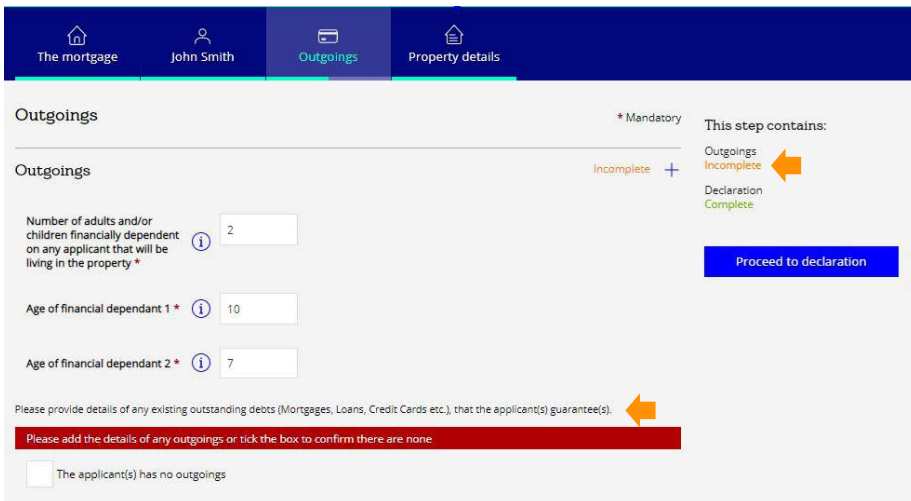 The mortgage
John Smith
Outgoings
Property details
Outgoings
* Mandatory
Outgoings
Incomplete
Number of adults and/or
children financially dependent
on any applicant that will be
living in the property *
2
Age of financial dependant 1 *
10
Age of financial dependant 2 *
7
Please provide details of any existing outstanding debts (Mortgages, Loans, Credit Cards etc.), that the applicant(s) guarantee(s).
Please add the details of any outgoings or tick the box to confirm there are none
The applicant(s) has no outgoings
This step contains:
Outgoings
Incomplete
Declaration
Complete
Proceed to declaration